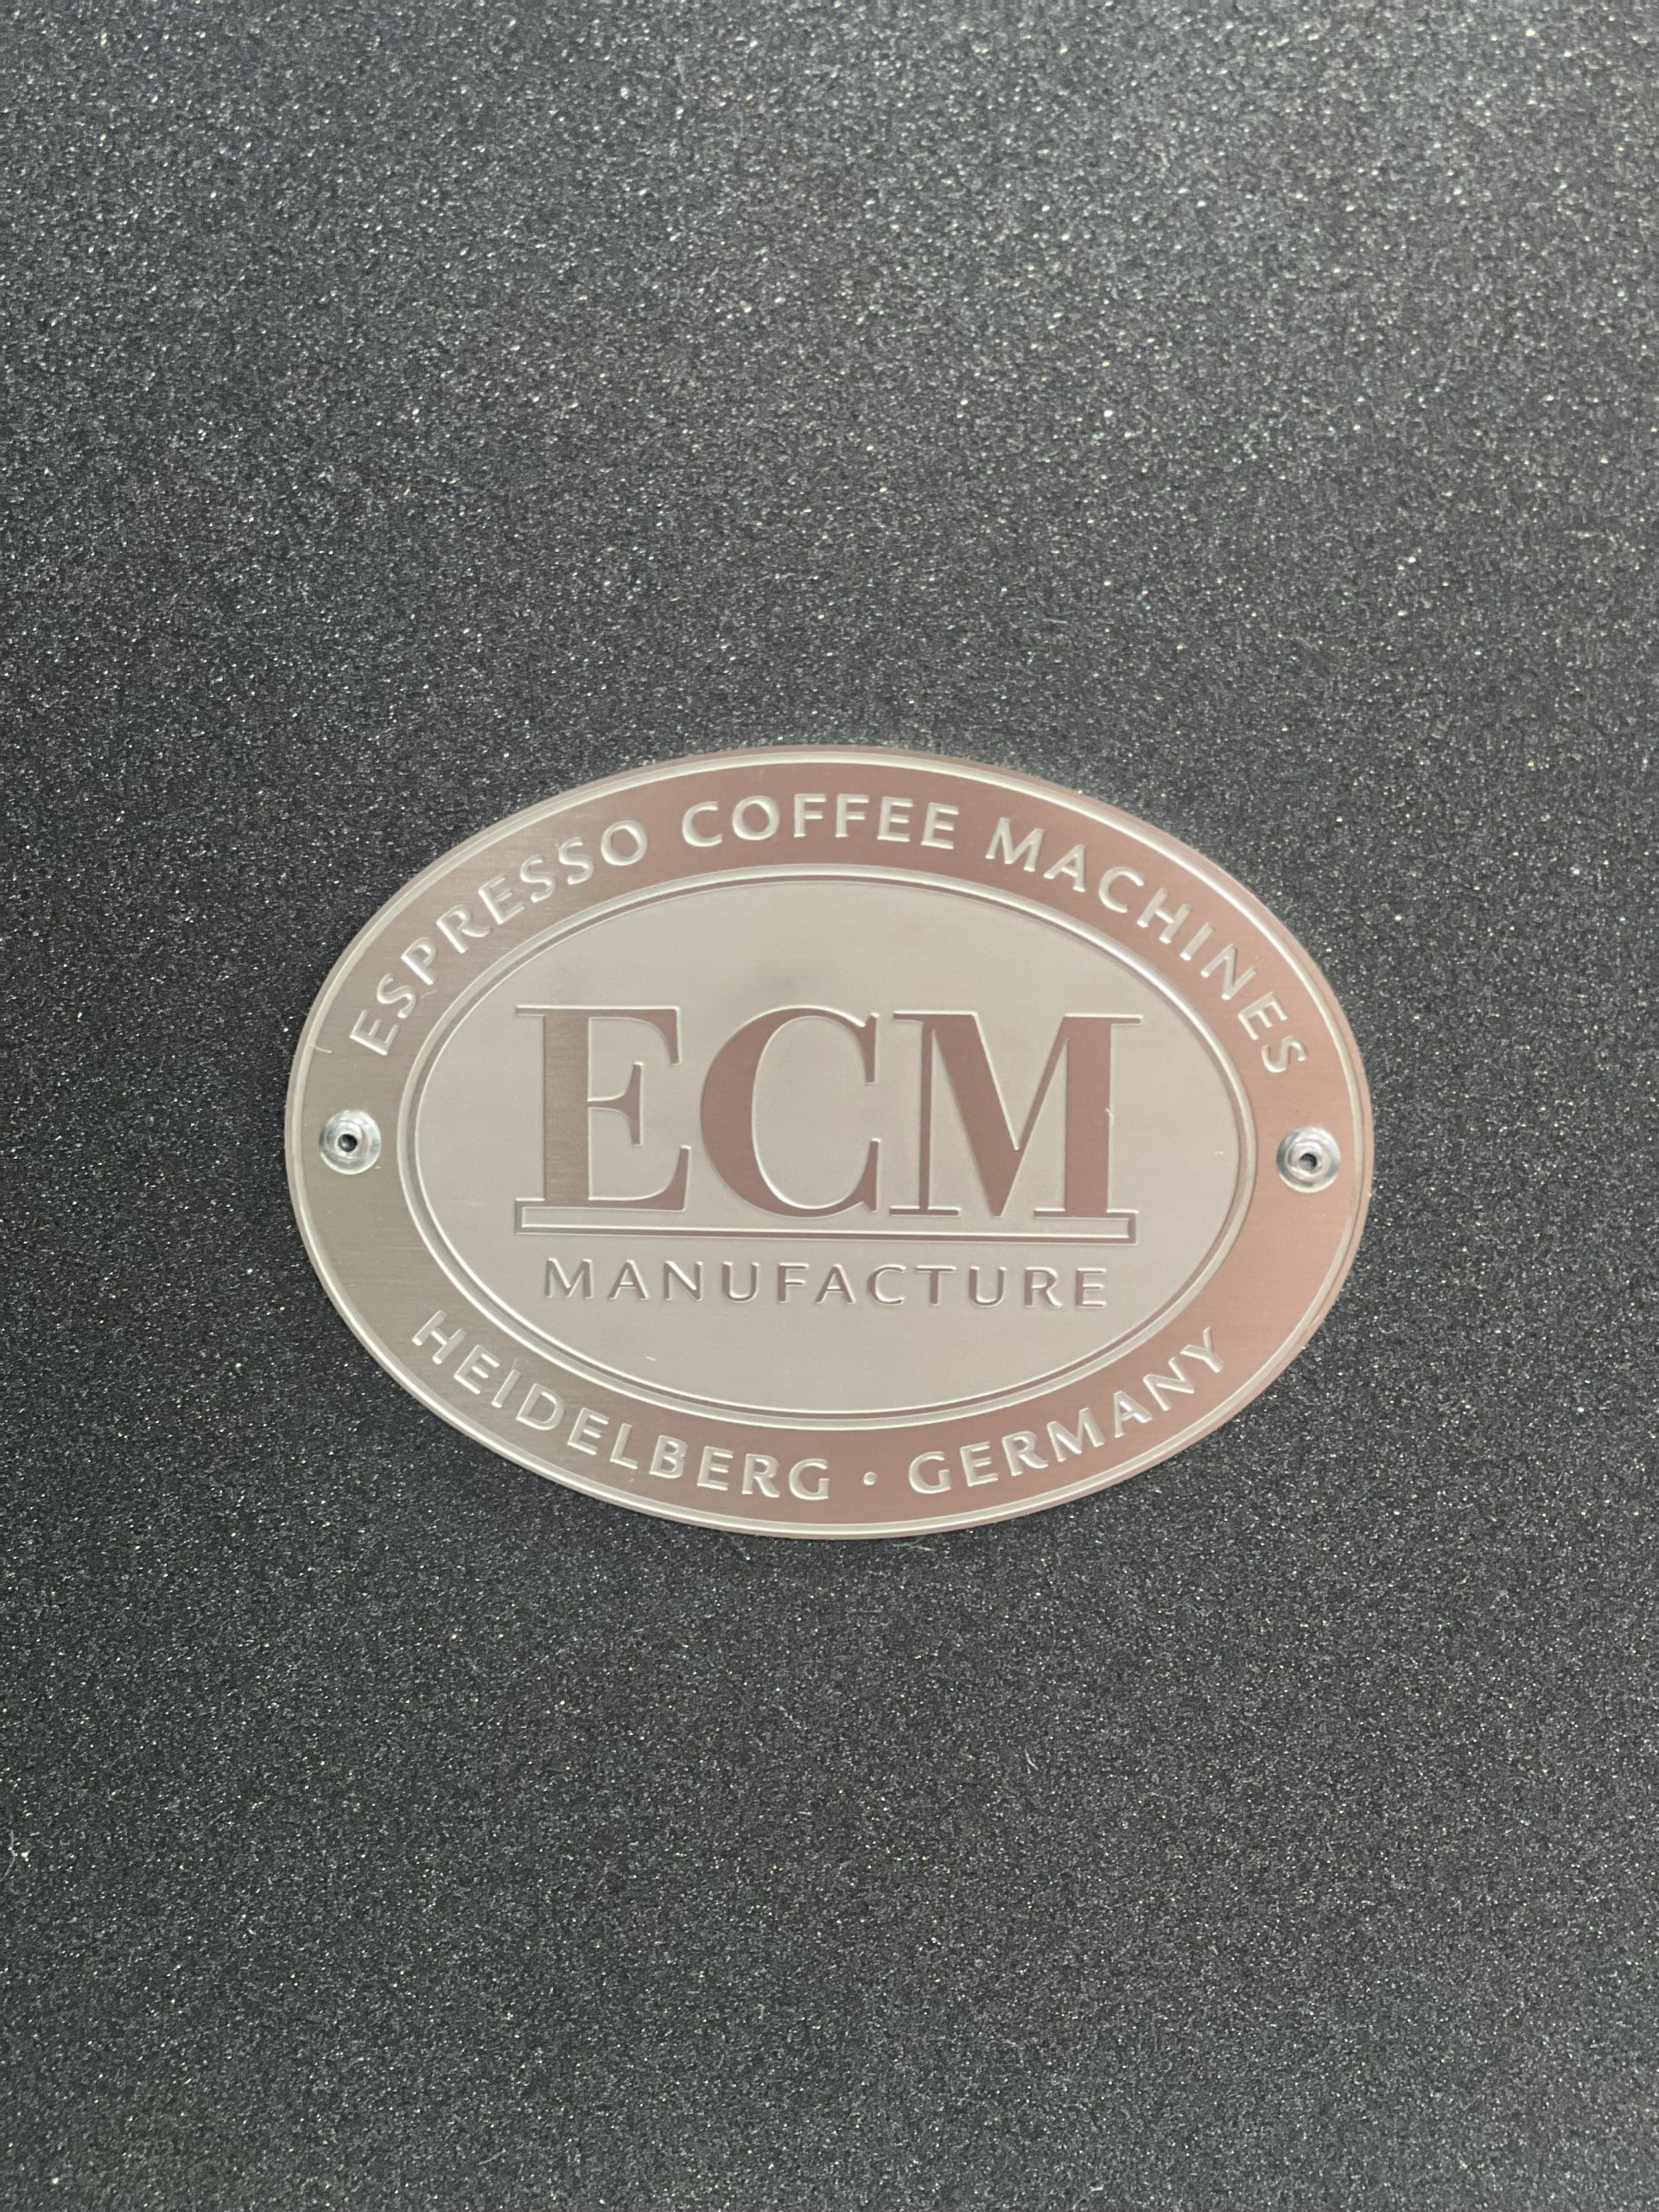 ESPRESSO COFFEE MACHINES
ECM
MANUFACTURE
HEIDELBERG · GERMANY